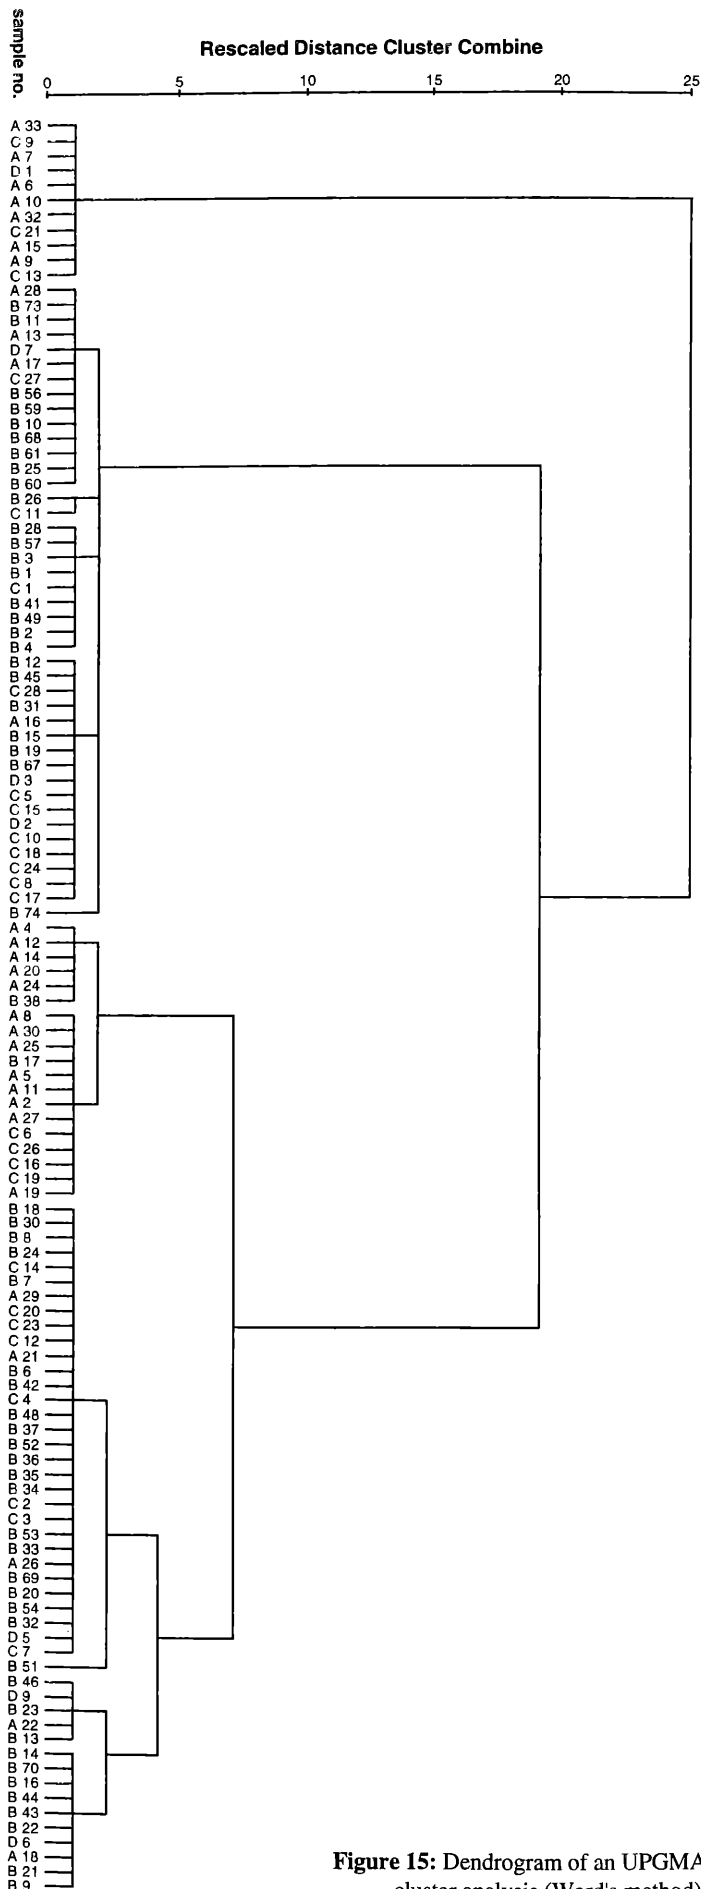 sample no.
Rescaled Distance Cluster Combine
0 5 10 15 20 25
A 33
C 9
A 7
D 1
A 6
A 10
A 32
C 21
A 15
A 9
C 13
A 28
B 73
B 11
A 13
D 7
A 17
C 27
B 56
B 59
B 10
B 68
B 61
B 25
B 60
B 26
C 11
B 28
B 57
B 3
B 1
C 1
B 41
B 49
B 2
B 4
B 12
B 45
C 28
B 31
A 16
B 15
B 19
B 67
D 3
C 5
C 15
D 2
C 10
C 18
C 24
C 8
C 17
B 74
A 4
A 12
A 14
A 20
A 24
B 38
A 8
A 30
A 25
B 17
A 5
A 11
A 2
A 27
C 6
C 26
C 16
C 19
A 19
B 18
B 30
B 8
B 24
C 14
B 7
A 29
C 20
C 23
C 12
A 21
B 6
B 42
C 4
B 48
B 37
B 52
B 36
B 35
B 34
C 2
C 3
B 53
B 33
A 26
B 69
B 20
B 54
B 32
D 5
C 7
B 51
B 46
D 9
B 23
A 22
B 13
B 14
B 70
B 16
B 44
B 43
B 22
D 6
A 18
B 21
B 9
Figure 15: Dendrogram of an UPGMA
cluster analysis (Ward's method)